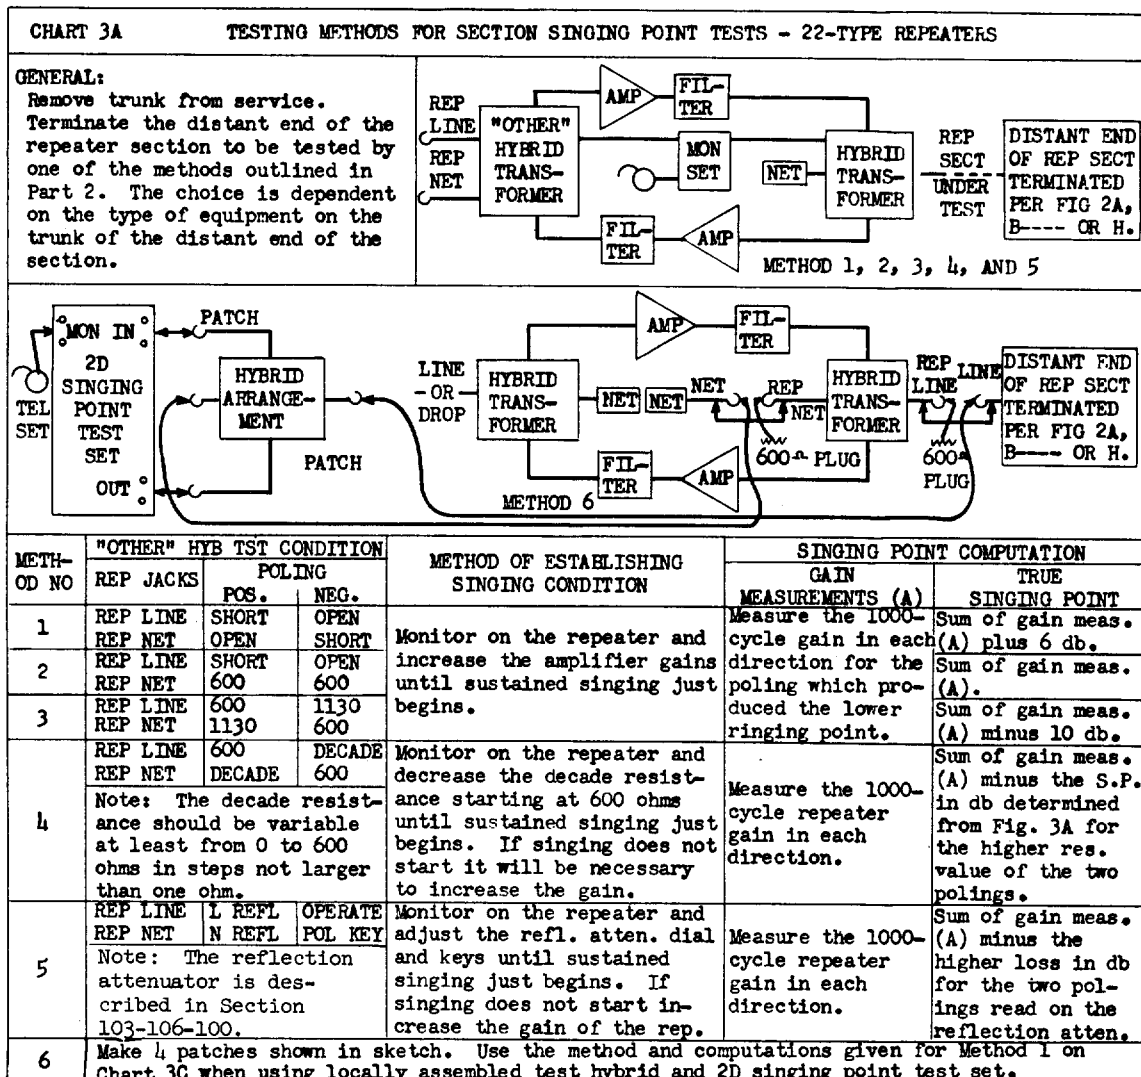 CHART 3A TESTING METHODS FOR SECTION SINGING POINT TESTS - 22-TYPE REPEATERS
GENERAL:
Remove trunk from service.
Terminate the distant end of the
repeater section to be tested by
one of the methods outlined in
Part 2. The choice is dependent
on the type of equipment on the
trunk of the distant end of the
section.
REP
LINE
REP
NET
"OTHER"
HYBRID
TRANS-
FORMER
AMP
FIL-
TER
MON
SET
FIL-
TER
AMP
NET
HYBRID
TRANS-
FORMER
REP
SECT
UNDER
TEST
DISTANT END
OF REP SECT
TERMINATED
PER FIG 2A,
B---- OR H.
METHOD 1, 2, 3, 4, AND 5
TEL
SET
MON IN
2D
SINGING
POINT
TEST
SET
OUT
PATCH
HYBRID
ARRANGE-
MENT
PATCH
LINE
-OR
DROP
HYBRID
TRANS-
FORMER
AMP
FIL-
TER
NET
NET
NET
REP
NET
600Ω PLUG
FIL-
TER
AMP
METHOD 6
HYBRID
TRANS-
FORMER
REP
LINE
LINE
600Ω
PLUG
DISTANT END
OF REP SECT
TERMINATED
PER FIG 2A,
B---- OR H.
METH-
OD NO
"OTHER" HYB TST CONDITION
REP JACKS
POLING
POS. NEG.
METHOD OF ESTABLISHING
SINGING CONDITION
SINGING POINT COMPUTATION
GAIN
MEASUREMENTS (A)
TRUE
SINGING POINT
1
REP LINE SHORT OPEN
REP NET OPEN SHORT
2
REP LINE SHORT OPEN
REP NET 600 600
3
REP LINE 600 1130
REP NET 1130 600
Monitor on the repeater and
increase the amplifier gains
until sustained singing just
begins.
Measure the 1000-
cycle gain in each
direction for the
poling which pro-
duced the lower
ringing point.
Sum of gain meas.
(A) plus 6 db.
Sum of gain meas.
(A).
Sum of gain meas.
(A) minus 10 db.
4
REP LINE 600 DECADE
REP NET DECADE 600
Note: The decade resist-
ance should be variable
at least from 0 to 600
ohms in steps not larger
than one ohm.
Monitor on the repeater and
decrease the decade resist-
ance starting at 600 ohms
until sustained singing just
begins. If singing does not
start it will be necessary
to increase the gain.
Measure the 1000-
cycle repeater
gain in each
direction.
Sum of gain meas.
(A) minus the S.P.
in db determined
from Fig. 3A for
the higher res.
value of the two
polings.
5
REP LINE L REFL OPERATE
REP NET N REFL POL KEY
Note: The reflection
attenuator is des-
cribed in Section
103-106-100.
Monitor on the repeater and
adjust the refl. atten. dial
and keys until sustained
singing just begins. If
singing does not start in-
crease the gain of the rep.
Measure the 1000-
cycle repeater
gain in each
direction.
Sum of gain meas.
(A) minus the
higher loss in db
for the two pol-
ings read on the
reflection atten.
6
Make 4 patches shown in sketch. Use the method and computations given for Method 1 on
Chart 3C when using locally assembled test hybrid and 2D singing point test set.